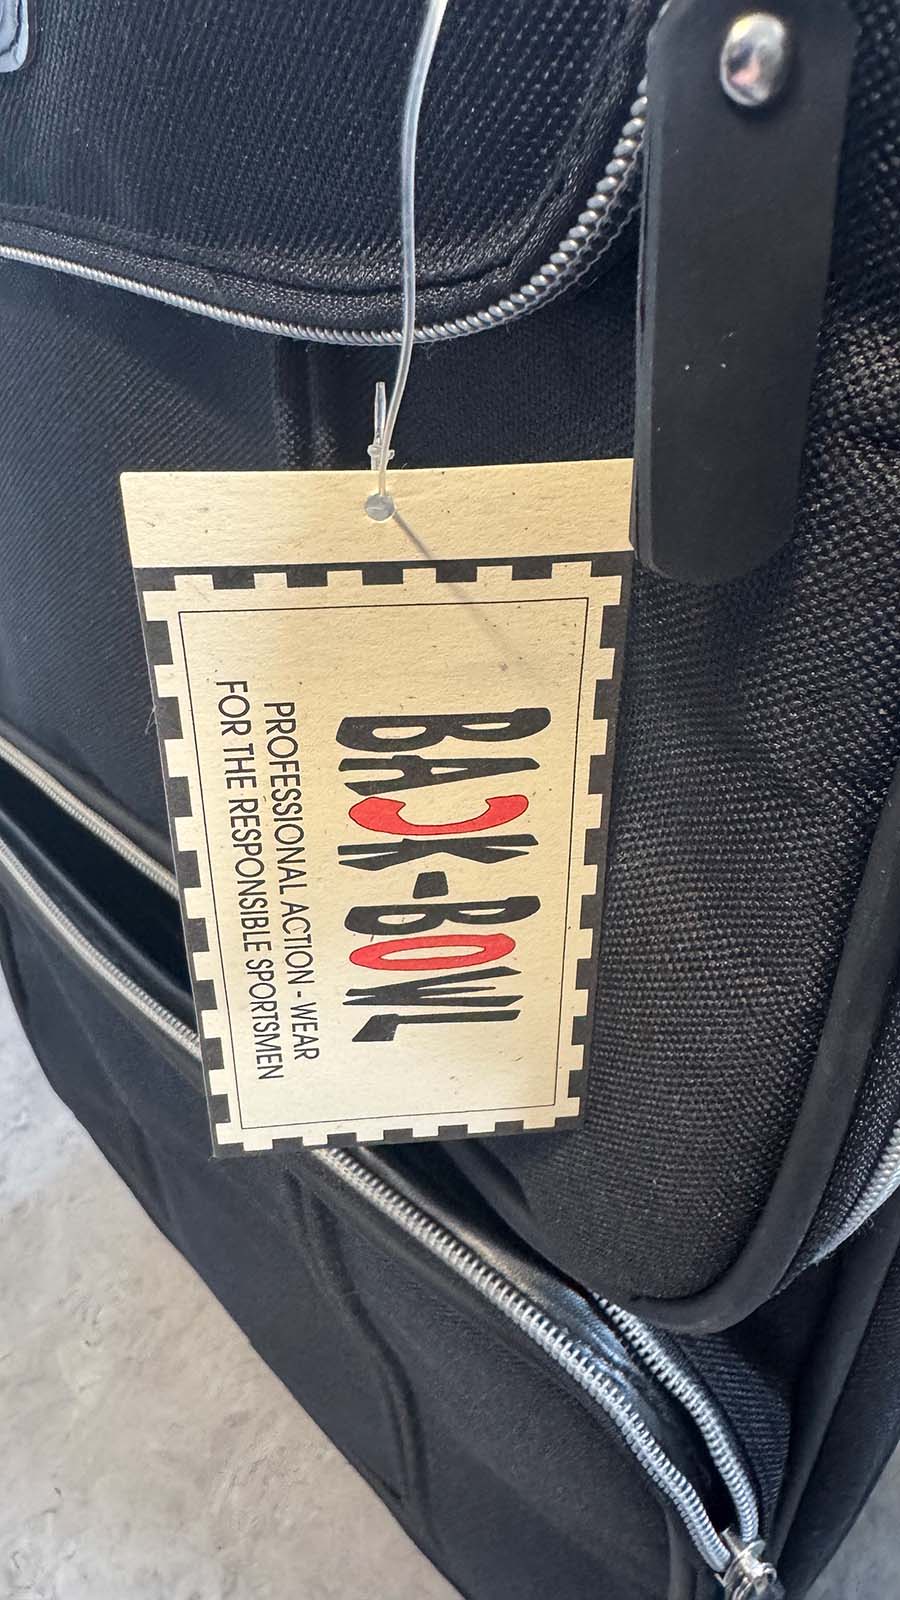 BACK-BOWL
PROFESSIONAL ACTION - WEAR
FOR THE RESPONSIBLE SPORTSMEN